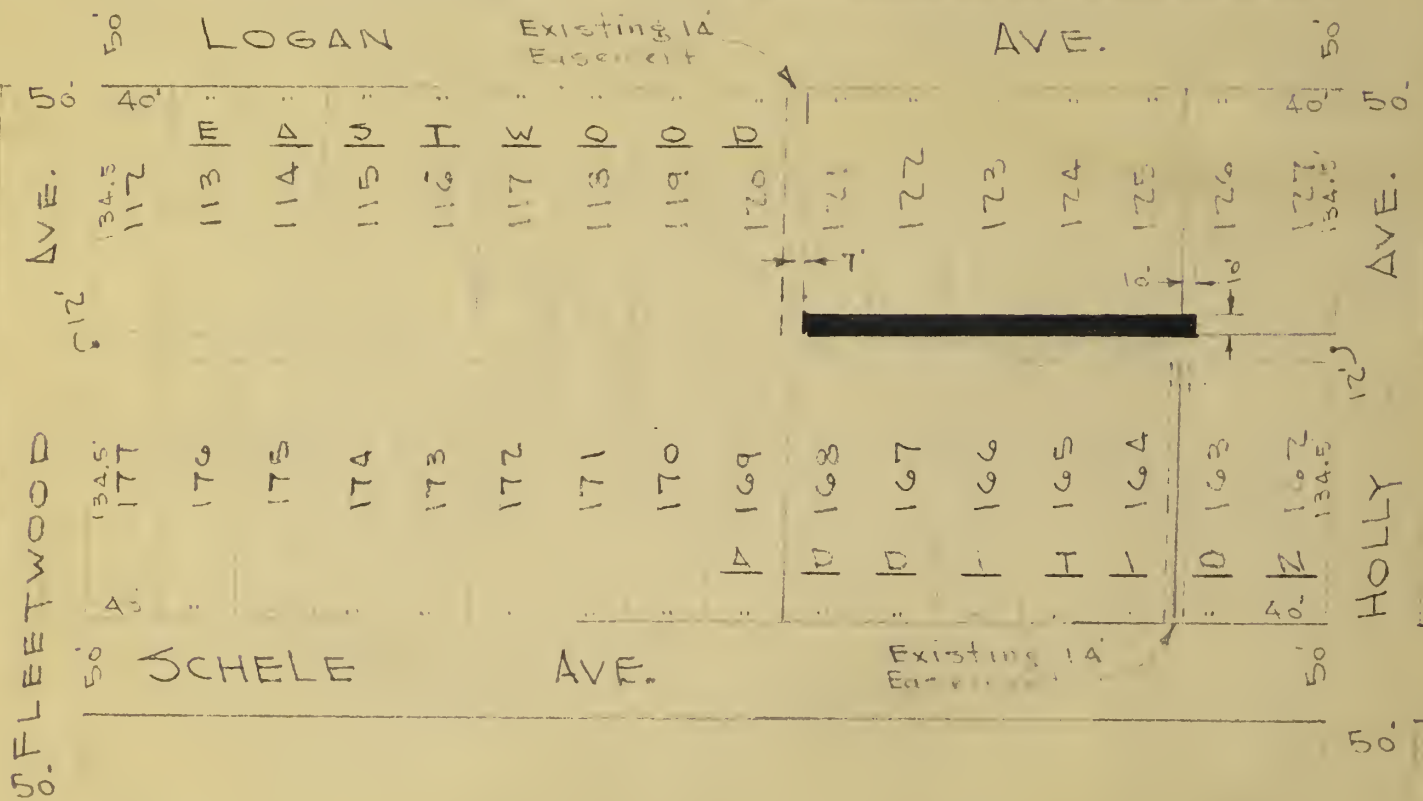 50' LOGAN Existing 14' AVE. 50'
Easement
50' 40' " " " " " " " " " " " " " " 40' 50'
E A S T W O O D
134.5 134.5'
112 113 114 115 116 117 118 119 120 121 122 123 124 125 126 127
AVE. AVE.
7'
10' 10'
12' 12'
134.5' 134.5
177 176 175 174 173 172 171 170 169 168 167 166 165 164 163 162
A D D I T I O N
40' " " " " " " " " " " " " 40'
FLEETWOOD HOLLY
50' SCHELE AVE. Existing 14' 50'
50' 50'